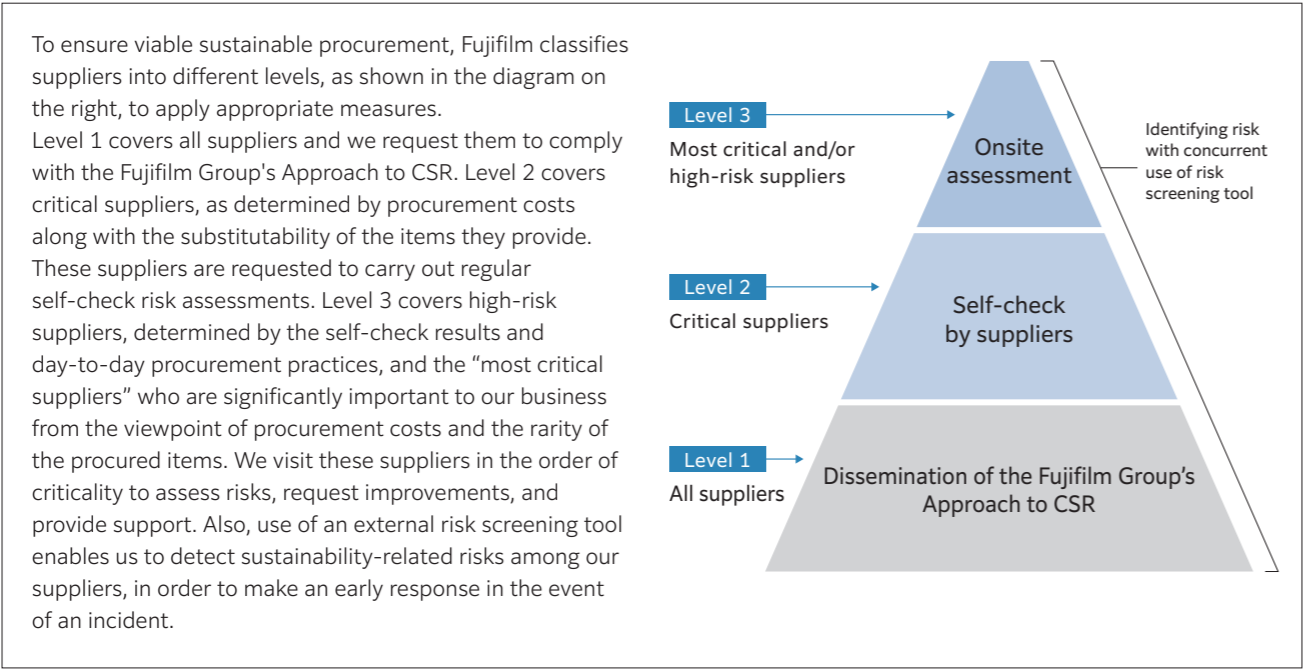 To ensure viable sustainable procurement, Fujifilm classifies
suppliers into different levels, as shown in the diagram on
the right, to apply appropriate measures.
Level 1 covers all suppliers and we request them to comply
with the Fujifilm Group's Approach to CSR. Level 2 covers
critical suppliers, as determined by procurement costs
along with the substitutability of the items they provide.
These suppliers are requested to carry out regular
self-check risk assessments. Level 3 covers high-risk
suppliers, determined by the self-check results and
day-to-day procurement practices, and the “most critical
suppliers” who are significantly important to our business
from the viewpoint of procurement costs and the rarity of
the procured items. We visit these suppliers in the order of
criticality to assess risks, request improvements, and
provide support. Also, use of an external risk screening tool
enables us to detect sustainability-related risks among our
suppliers, in order to make an early response in the event
of an incident.
Level 3
Most critical and/or
high-risk suppliers
Onsite
assessment
Identifying risk
with concurrent
use of risk
screening tool
Level 2
Critical suppliers
Self-check
by suppliers
Level 1
All suppliers
Dissemination of the Fujifilm Group’s
Approach to CSR